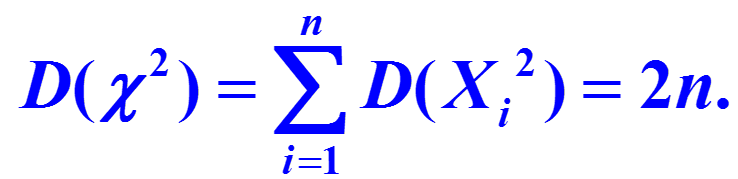 D(χ²) = ∑_{i=1}^{n} D(X_i²) = 2n.